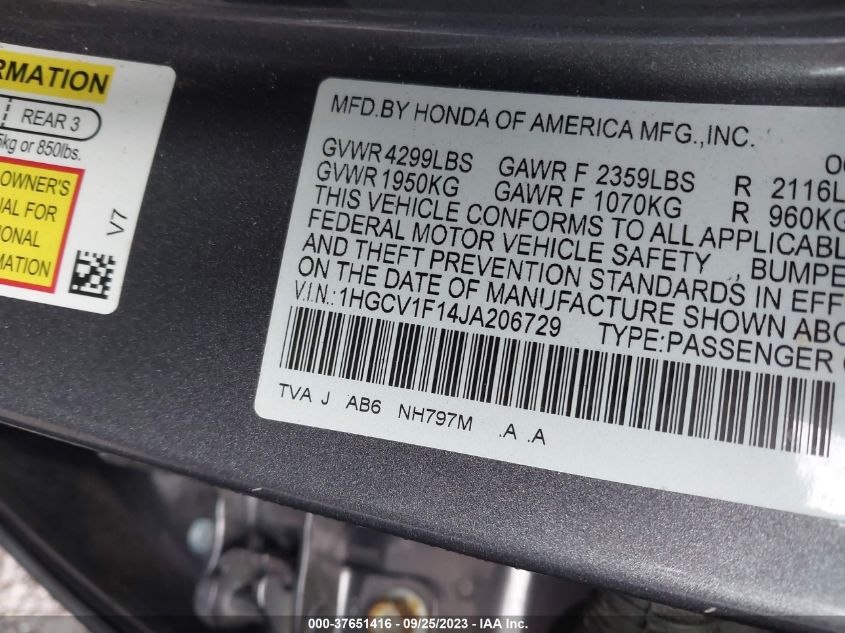 RMATION
REAR 3
5kg or 850lbs.
OWNER'S
AL FOR
ONAL
MATION
V7
MFD.BY HONDA OF AMERICA MFG.,INC.
GVWR 4299LBS GAWR F 2359LBS R 2116L
GVWR 1950KG GAWR F 1070KG R 960KG
THIS VEHICLE CONFORMS TO ALL APPLICABL
FEDERAL MOTOR VEHICLE SAFETY , BUMPE
AND THEFT PREVENTION STANDARDS IN EFF
ON THE DATE OF MANUFACTURE SHOWN ABO
V.I.N.: 1HGCV1F14JA206729 TYPE:PASSENGER
TVA J AB6 NH797M .A .A
000-37651416 - 09/25/2023 - IAA Inc.